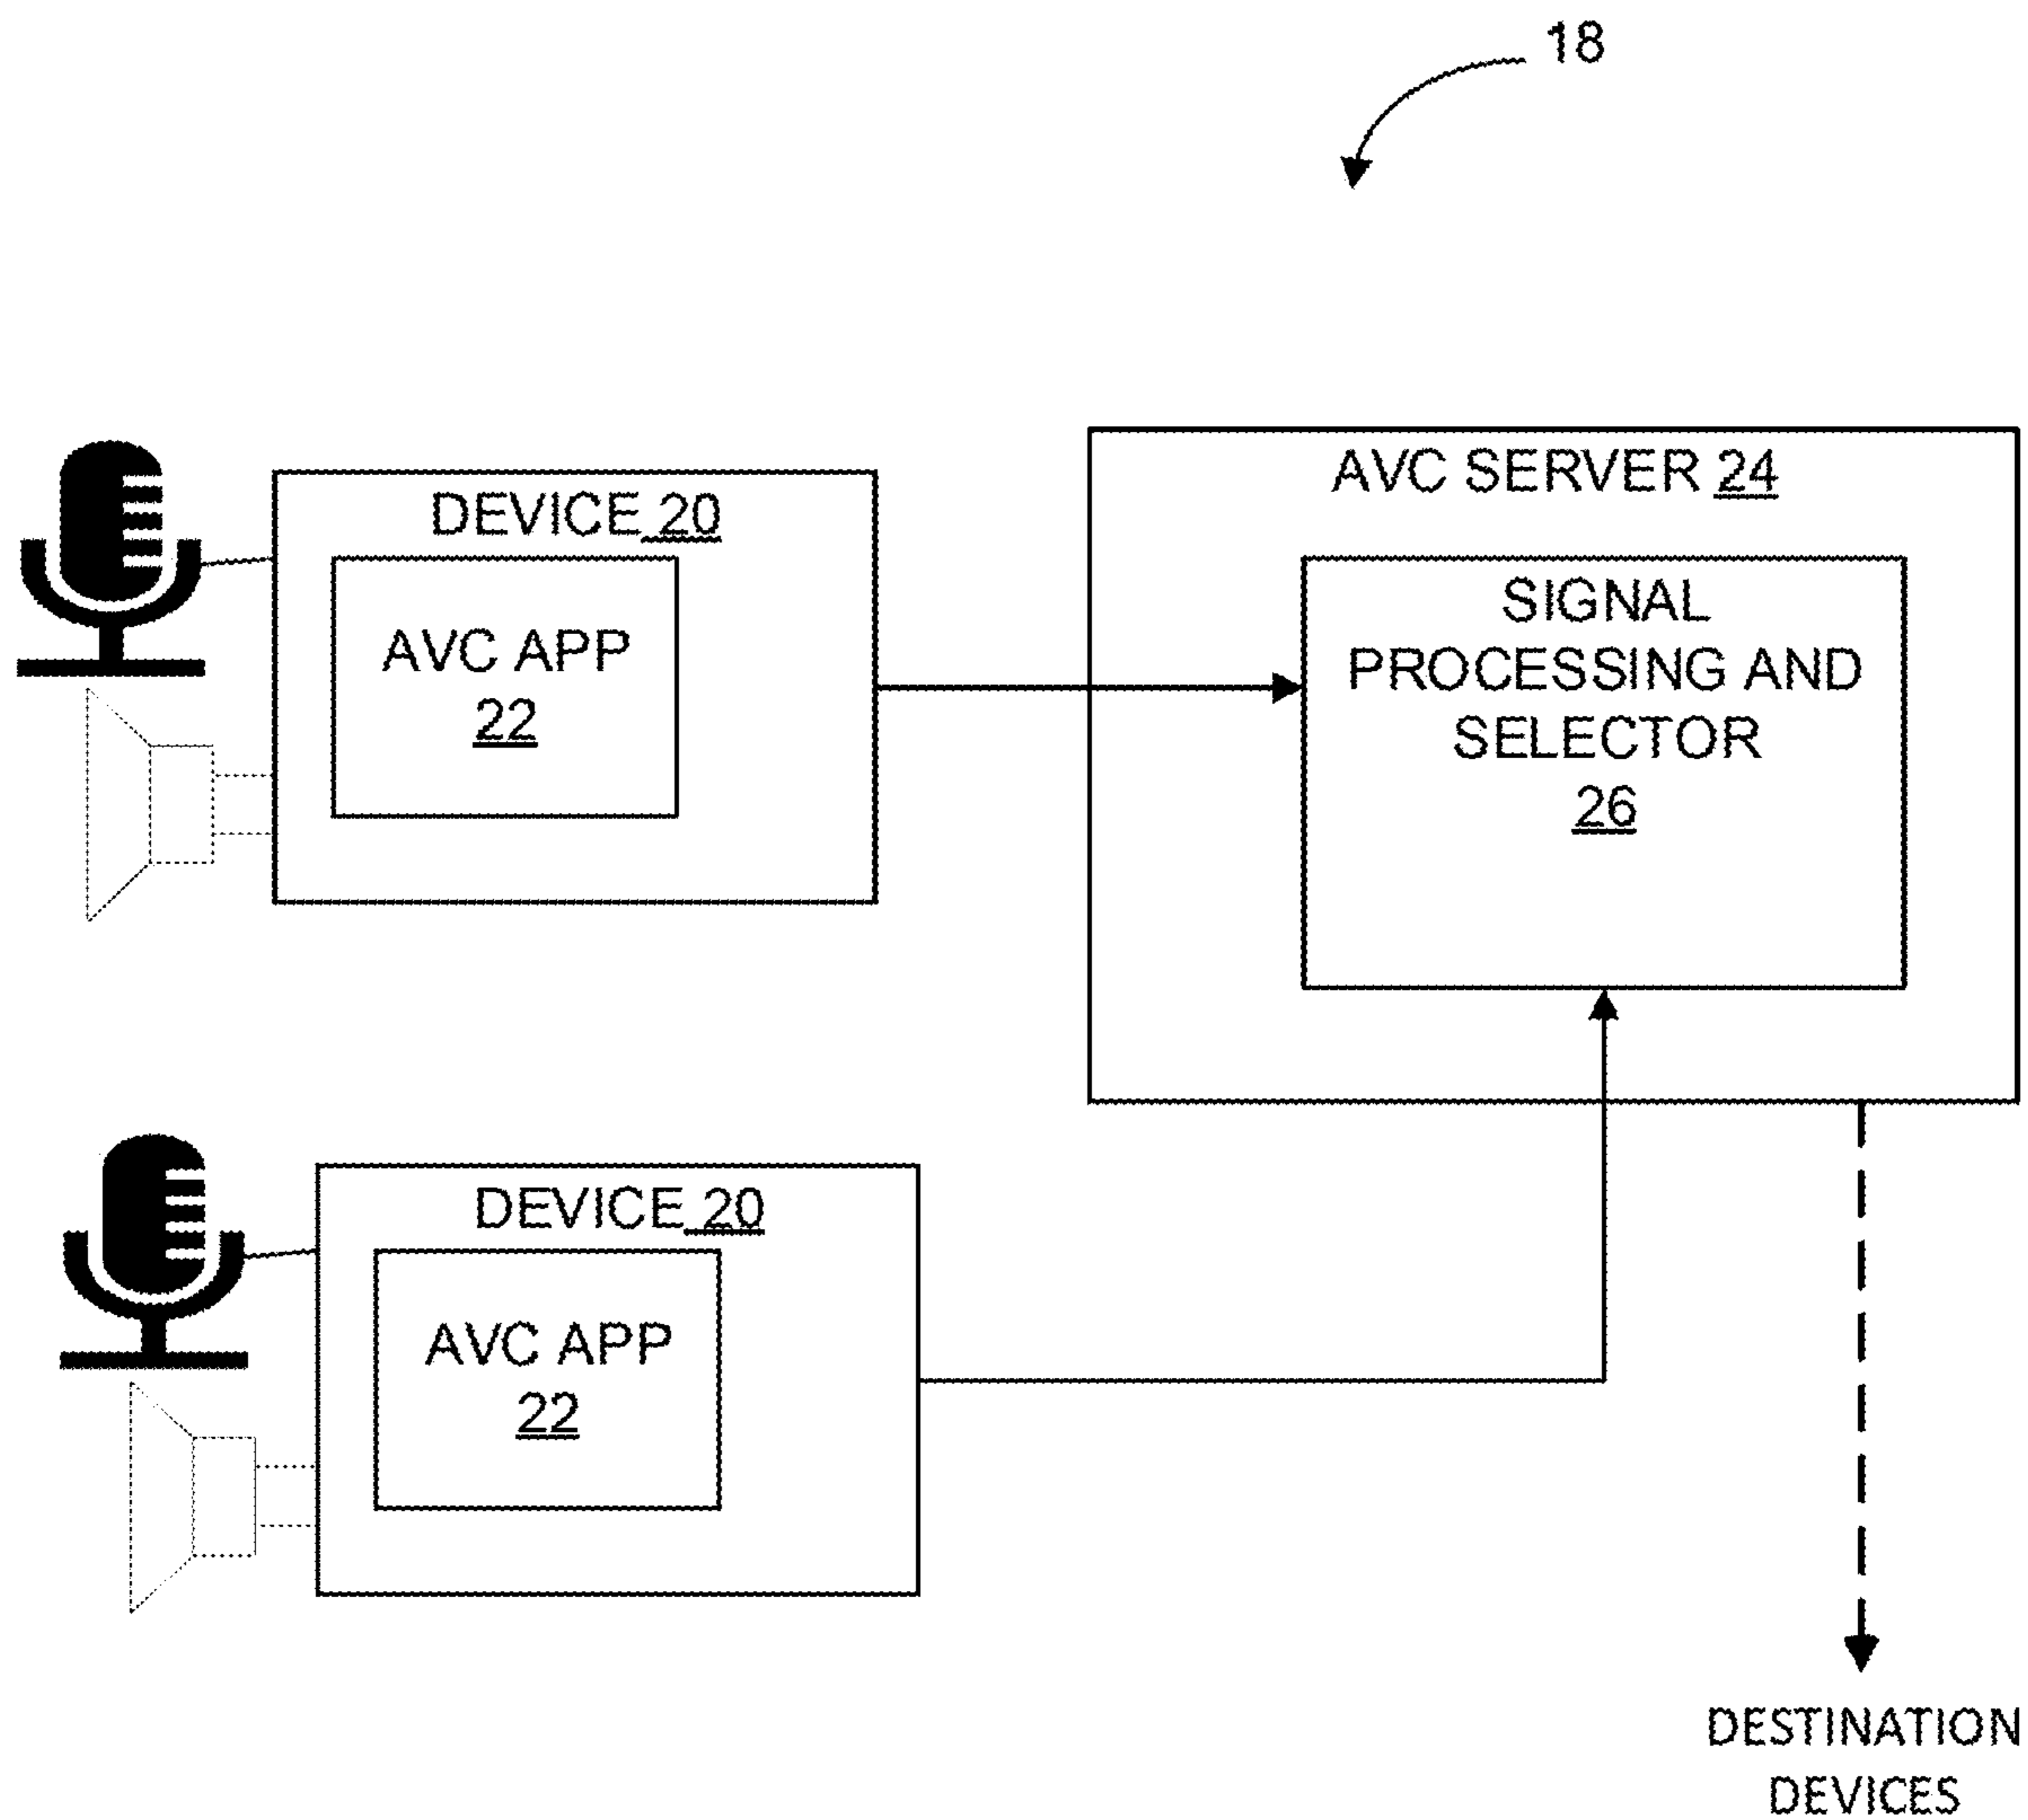 18
DEVICE 20
AVC APP
22
AVC SERVER 24
SIGNAL
PROCESSING AND
SELECTOR
26
DEVICE 20
AVC APP
22
DESTINATION
DEVICES